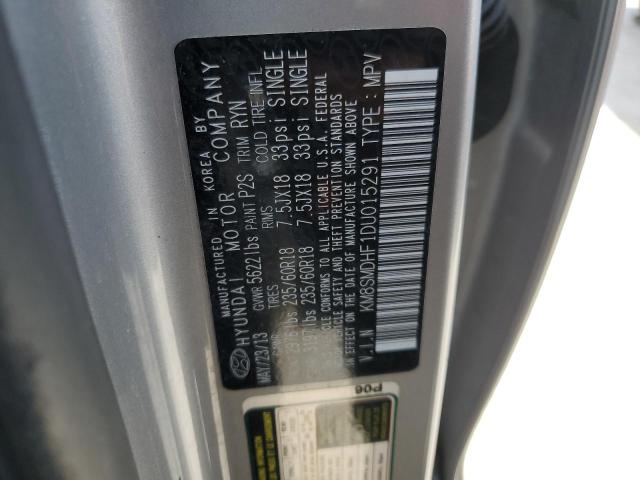 MANUFACTURED IN KOREA BY
HYUNDAI MOTOR COMPANY
MAY/23/13 GVWR 5622lbs PAINT P2S TRIM RYN
TIRES RIMS COLD TIRE INFL.
lbs 235/60R18 7.5JX18 33psi SINGLE
lbs 235/60R18 7.5JX18 33psi SINGLE
CONFORMS TO ALL APPLICABLE U.S.A. FEDERAL
VEHICLE SAFETY AND THEFT PREVENTION STANDARDS
IN EFFECT ON THE DATE OF MANUFACTURE SHOWN ABOVE
V.I.N KM8SMDHF1DU015291 TYPE : MPV
P06